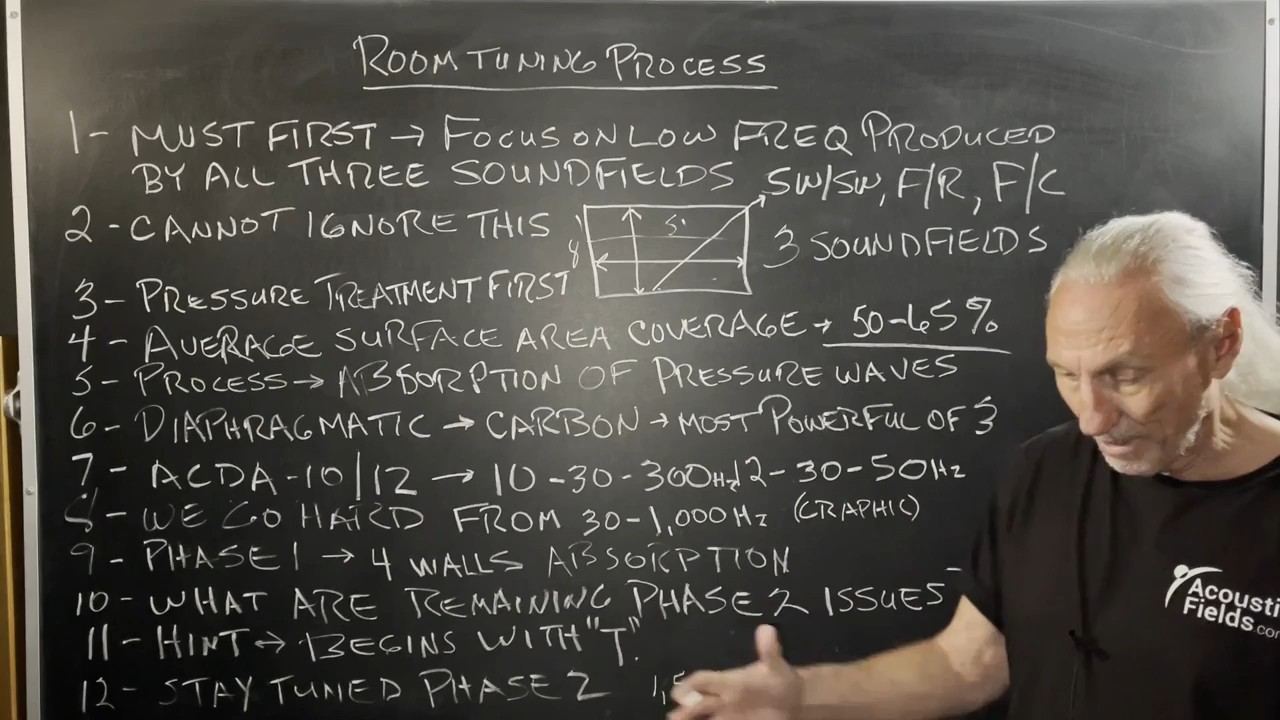 ROOM TUNING PROCESS
1- MUST FIRST → FOCUS ON LOW FREQ PRODUCED
BY ALL THREE SOUNDFIELDS SW/SW, F/R, F/C
2- CANNOT IGNORE THIS
8' 5'
3 SOUNDFIELDS
3- PRESSURE TREATMENT FIRST
4- AVERAGE SURFACE AREA COVERAGE → 50-65%
5- PROCESS → ABSORPTION OF PRESSURE WAVES
6- DIAPHRAGMATIC → CARBON → MOST POWERFUL OF 3
7- ACDA-10/12 → 10-30-300Hz/12-30-50Hz
8- WE GO HARD FROM 30-1,000Hz (GRAPHIC)
9- PHASE 1 → 4 WALLS ABSORPTION
10- WHAT ARE REMAINING PHASE 2 ISSUES
11- HINT ↔ BEGINS WITH "T".
12- STAY TUNED PHASE 2
Acousti
Fields.co